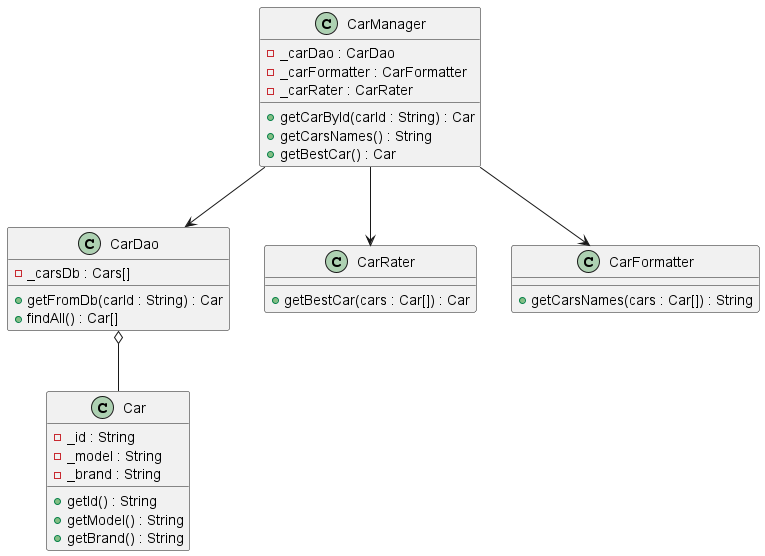 C CarManager
_carDao : CarDao
_carFormatter : CarFormatter
_carRater : CarRater
getCarById(carId : String) : Car
getCarsNames() : String
getBestCar() : Car
C CarDao
_carsDb : Cars[]
getFromDb(carId : String) : Car
findAll() : Car[]
C CarRater
getBestCar(cars : Car[]) : Car
C CarFormatter
getCarsNames(cars : Car[]) : String
C Car
_id : String
_model : String
_brand : String
getId() : String
getModel() : String
getBrand() : String